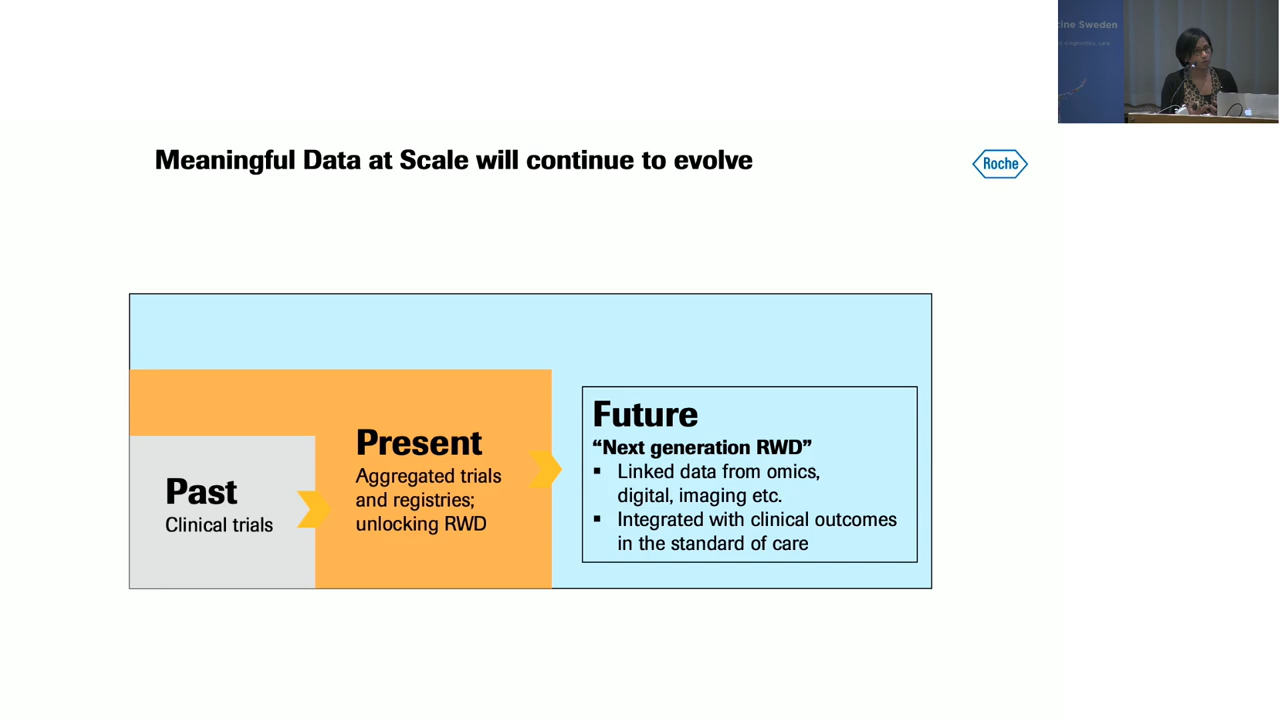 cine Sweden
Meaningful Data at Scale will continue to evolve
Roche
Past
Clinical trials
Present
Aggregated trials
and registries;
unlocking RWD
Future
“Next generation RWD”
▪ Linked data from omics,
digital, imaging etc.
▪ Integrated with clinical outcomes
in the standard of care